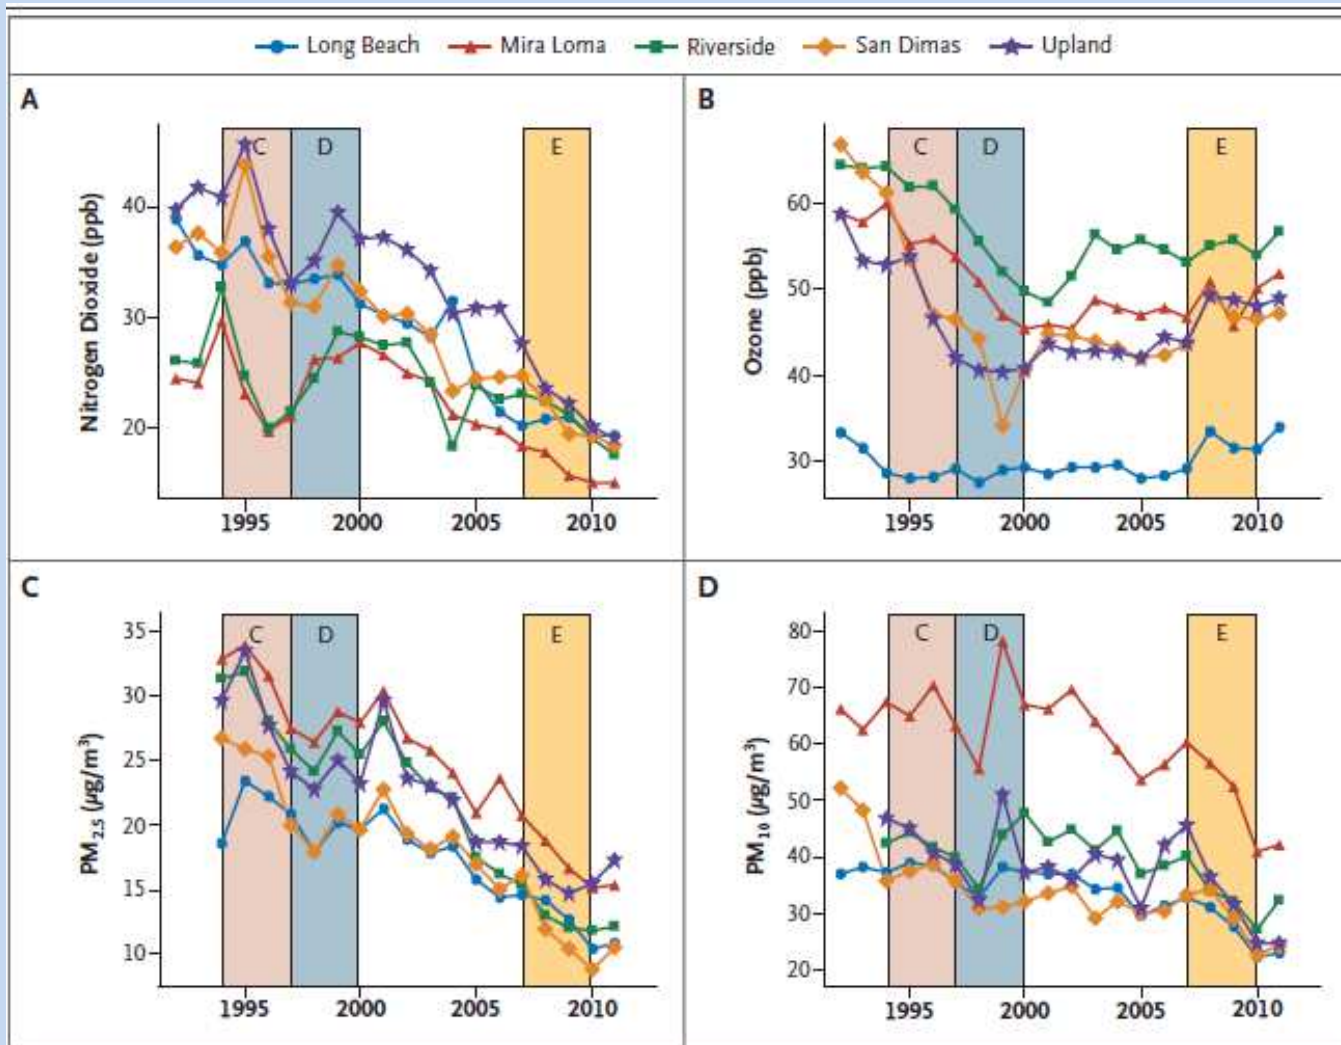 Long Beach Mira Loma Riverside San Dimas Upland
A
Nitrogen Dioxide (ppb)
40
30
20
C D E
1995 2000 2005 2010
B
Ozone (ppb)
60
50
40
30
C D E
1995 2000 2005 2010
C
PM2.5 (µg/m³)
35
30
25
20
15
10
C D E
1995 2000 2005 2010
D
PM10 (µg/m³)
80
70
60
50
40
30
20
C D E
1995 2000 2005 2010